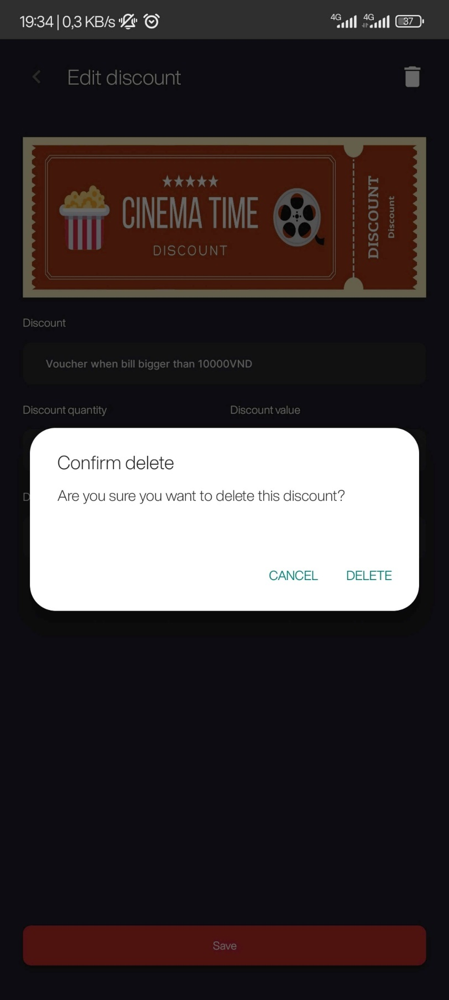 19:34 | 0,3 KB/s
4G 4G 37
Edit discount
CINEMA TIME
DISCOUNT
DISCOUNT
Discount
Discount
Voucher when bill bigger than 10000VND
Discount quantity Discount value
D
Confirm delete
Are you sure you want to delete this discount?
CANCEL DELETE
Save